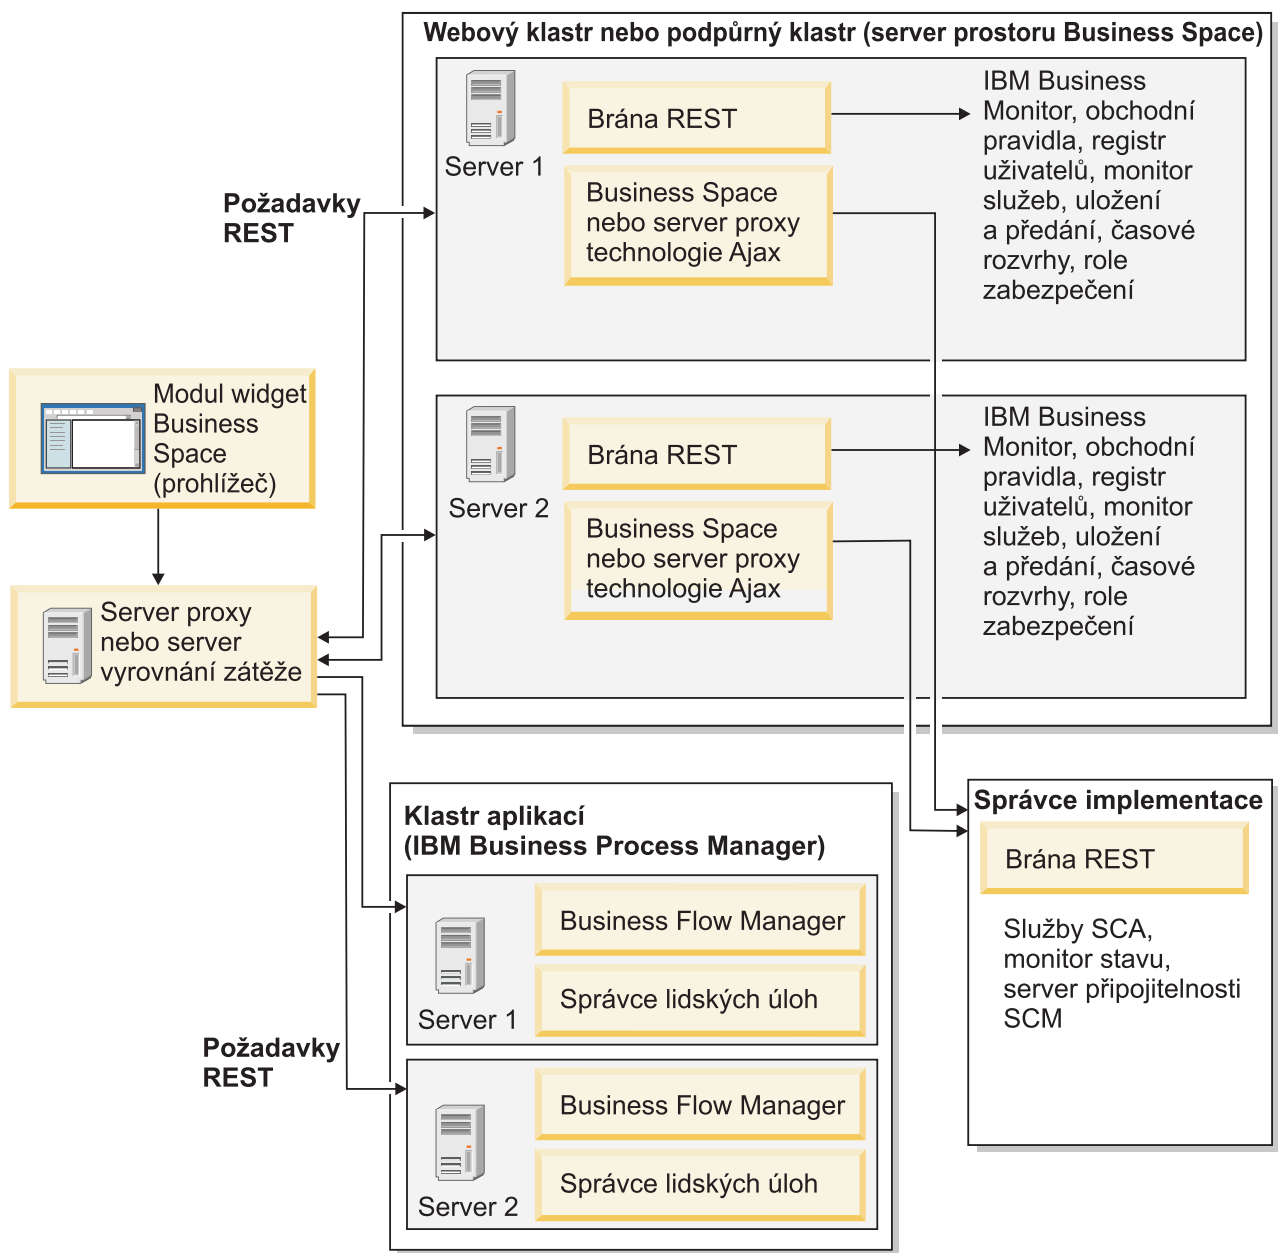 Webový klastr nebo podpůrný klastr (server prostoru Business Space)
Server 1
Brána REST
Business Space
nebo server proxy
technologie Ajax
IBM Business
Monitor, obchodní
pravidla, registr
uživatelů, monitor
služeb, uložení
a předání, časové
rozvrhy, role
zabezpečení
Požadavky
REST
Server 2
Brána REST
Business Space
nebo server proxy
technologie Ajax
IBM Business
Monitor, obchodní
pravidla, registr
uživatelů, monitor
služeb, uložení
a předání, časové
rozvrhy, role
zabezpečení
Modul widget
Business
Space
(prohlížeč)
Server proxy
nebo server
vyrovnání zátěže
Klastr aplikací
(IBM Business Process Manager)
Server 1
Business Flow Manager
Správce lidských úloh
Požadavky
REST
Server 2
Business Flow Manager
Správce lidských úloh
Správce implementace
Brána REST
Služby SCA,
monitor stavu,
server připojitelnosti
SCM